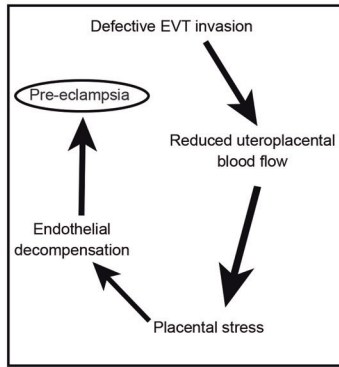 Defective EVT invasion
Pre-eclampsia
Reduced uteroplacental
blood flow
Endothelial
decompensation
Placental stress